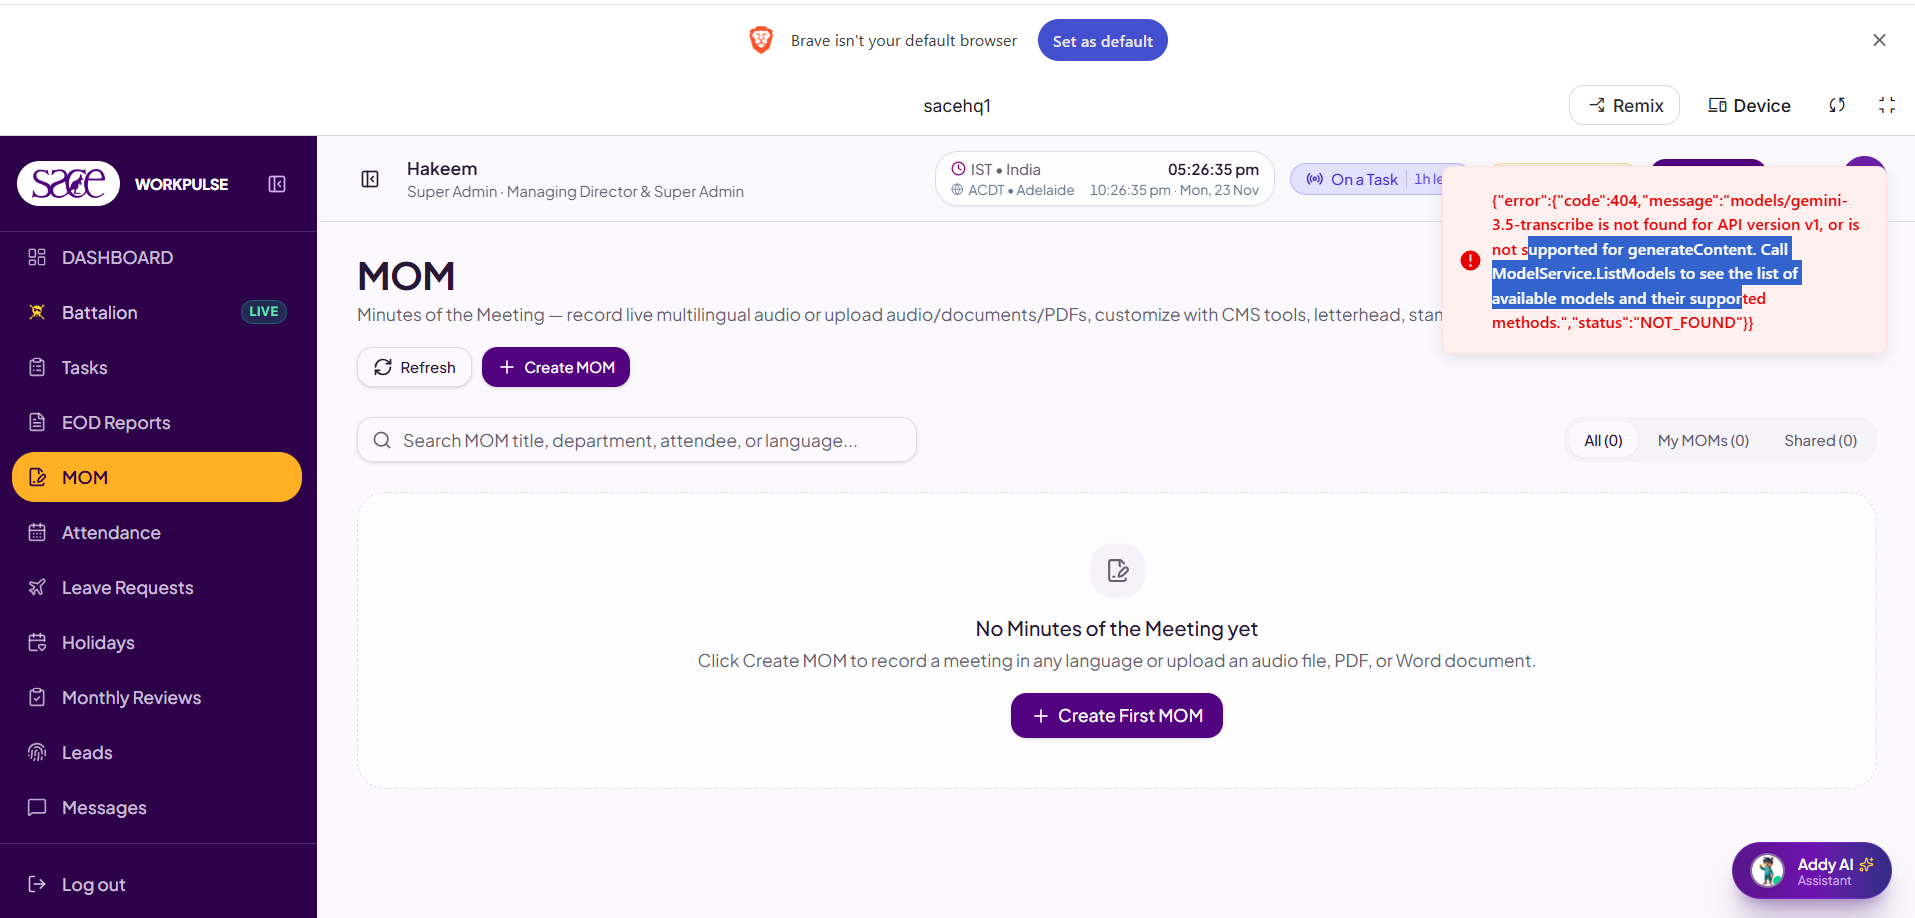 Brave isn't your default browser
Set as default
sacehq1
Remix
Device
sace
WORKPULSE
Hakeem
Super Admin · Managing Director & Super Admin
IST • India 05:26:35 pm
ACDT • Adelaide 10:26:35 pm · Mon, 23 Nov
On a Task 1h le
{"error":{"code":404,"message":"models/gemini-
3.5-transcribe is not found for API version v1, or is
not supported for generateContent. Call
ModelService.ListModels to see the list of
available models and their supported
methods.","status":"NOT_FOUND"}}
DASHBOARD
Battalion LIVE
Tasks
EOD Reports
MOM
Attendance
Leave Requests
Holidays
Monthly Reviews
Leads
Messages
Log out
MOM
Minutes of the Meeting — record live multilingual audio or upload audio/documents/PDFs, customize with CMS tools, letterhead, stam
Refresh
Create MOM
Search MOM title, department, attendee, or language...
All (0)
My MOMs (0)
Shared (0)
No Minutes of the Meeting yet
Click Create MOM to record a meeting in any language or upload an audio file, PDF, or Word document.
Create First MOM
Addy AI
Assistant